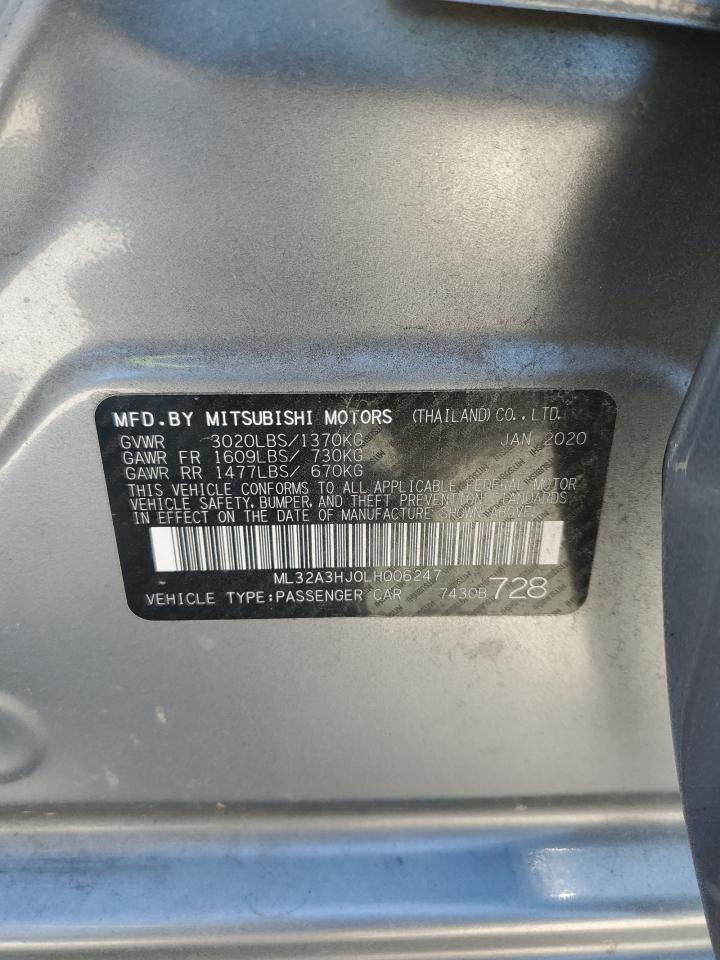 MFD.BY MITSUBISHI MOTORS (THAILAND)CO.,LTD.
GVWR 3020LBS/1370KG JAN 2020
GAWR FR 1609LBS/ 730KG
GAWR RR 1477LBS/ 670KG
THIS VEHICLE CONFORMS TO ALL APPLICABLE FEDERAL MOTOR
VEHICLE SAFETY, BUMPER, AND THEFT PREVENTION STANDARDS
IN EFFECT ON THE DATE OF MANUFACTURE SHOWN ABOVE.
ML32A3HJ0LH006247
VEHICLE TYPE:PASSENGER CAR 7430B 728